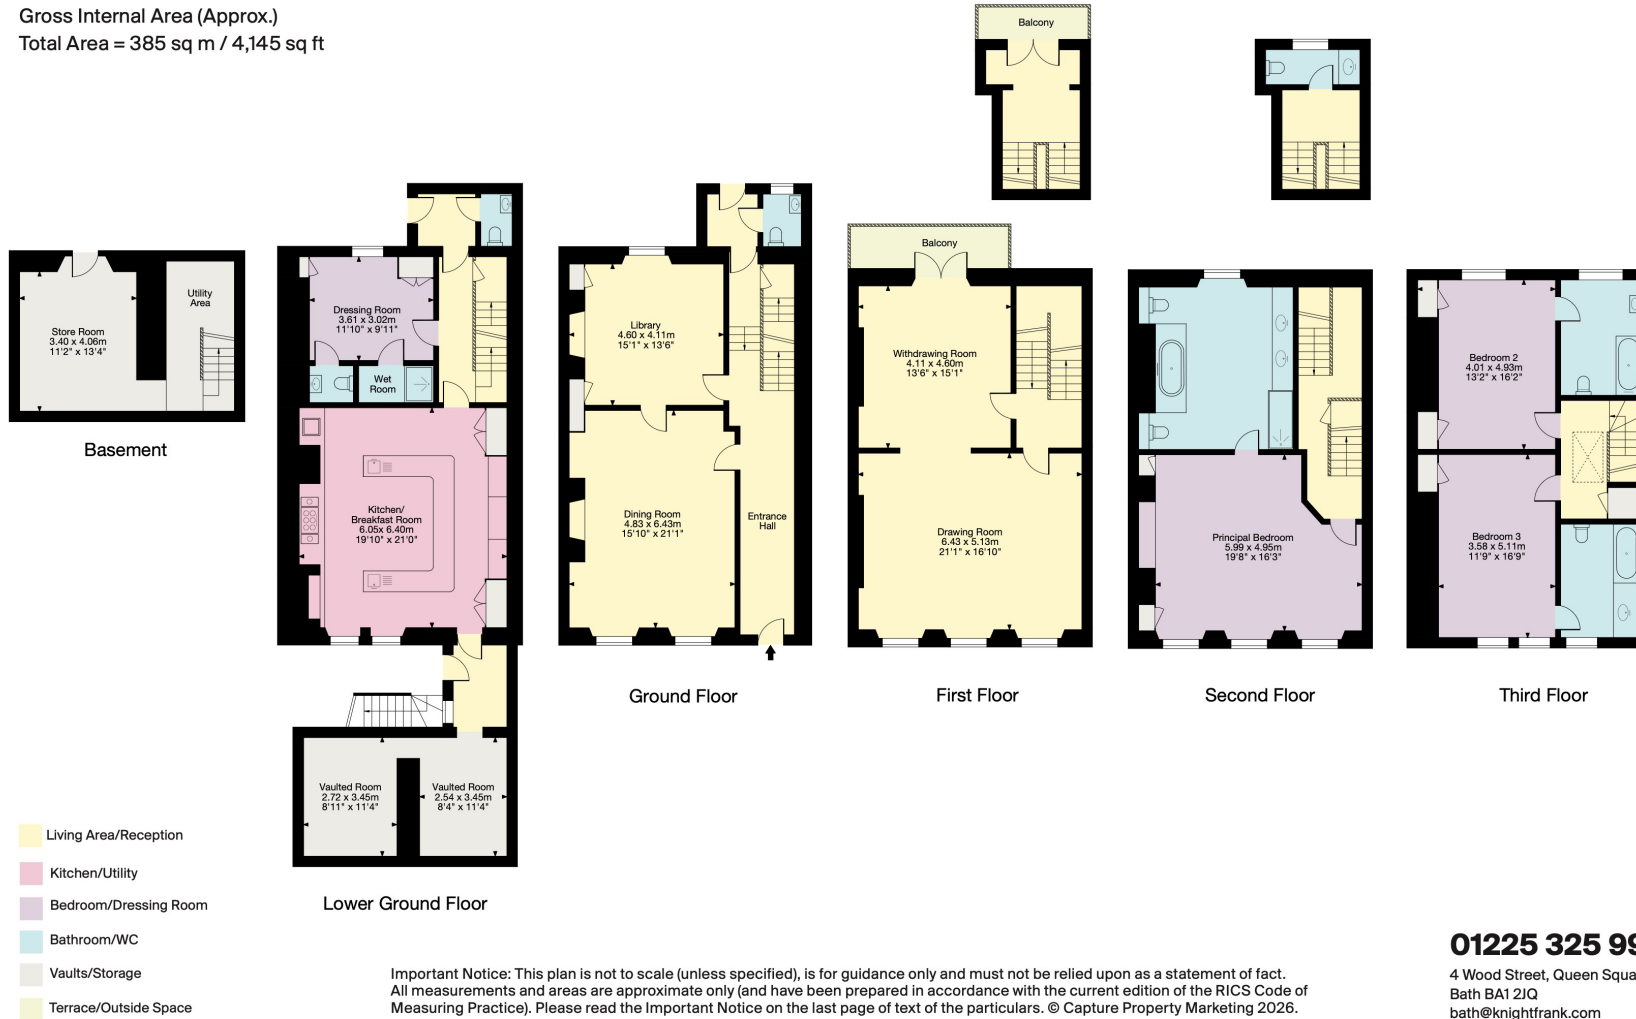 Gross Internal Area (Approx.)
Total Area = 385 sq m / 4,145 sq ft
Balcony
Balcony
Utility
Area
Store Room
3.40 x 4.06m
11'2" x 13'4"
Basement
Dressing Room
3.61 x 3.02m
11'10" x 9'11"
Wet
Room
Kitchen/
Breakfast Room
6.05x 6.40m
19'10" x 21'0"
Vaulted Room
2.72 x 3.45m
8'11" x 11'4"
Vaulted Room
2.54 x 3.45m
8'4" x 11'4"
Lower Ground Floor
Library
4.60 x 4.11m
15'1" x 13'6"
Dining Room
4.83 x 6.43m
15'10" x 21'1"
Entrance
Hall
Ground Floor
Withdrawing Room
4.11 x 4.60m
13'6" x 15'1"
Drawing Room
6.43 x 5.13m
21'1" x 16'10"
First Floor
Principal Bedroom
5.99 x 4.95m
19'8" x 16'3"
Second Floor
Bedroom 2
4.01 x 4.93m
13'2" x 16'2"
Bedroom 3
3.58 x 5.11m
11'9" x 16'9"
Third Floor
Living Area/Reception
Kitchen/Utility
Bedroom/Dressing Room
Bathroom/WC
Vaults/Storage
Terrace/Outside Space
Important Notice: This plan is not to scale (unless specified), is for guidance only and must not be relied upon as a statement of fact.
All measurements and areas are approximate only (and have been prepared in accordance with the current edition of the RICS Code of
Measuring Practice). Please read the Important Notice on the last page of text of the particulars. © Capture Property Marketing 2026.
01225 325 99
4 Wood Street, Queen Squa
Bath BA1 2JQ
bath@knightfrank.com